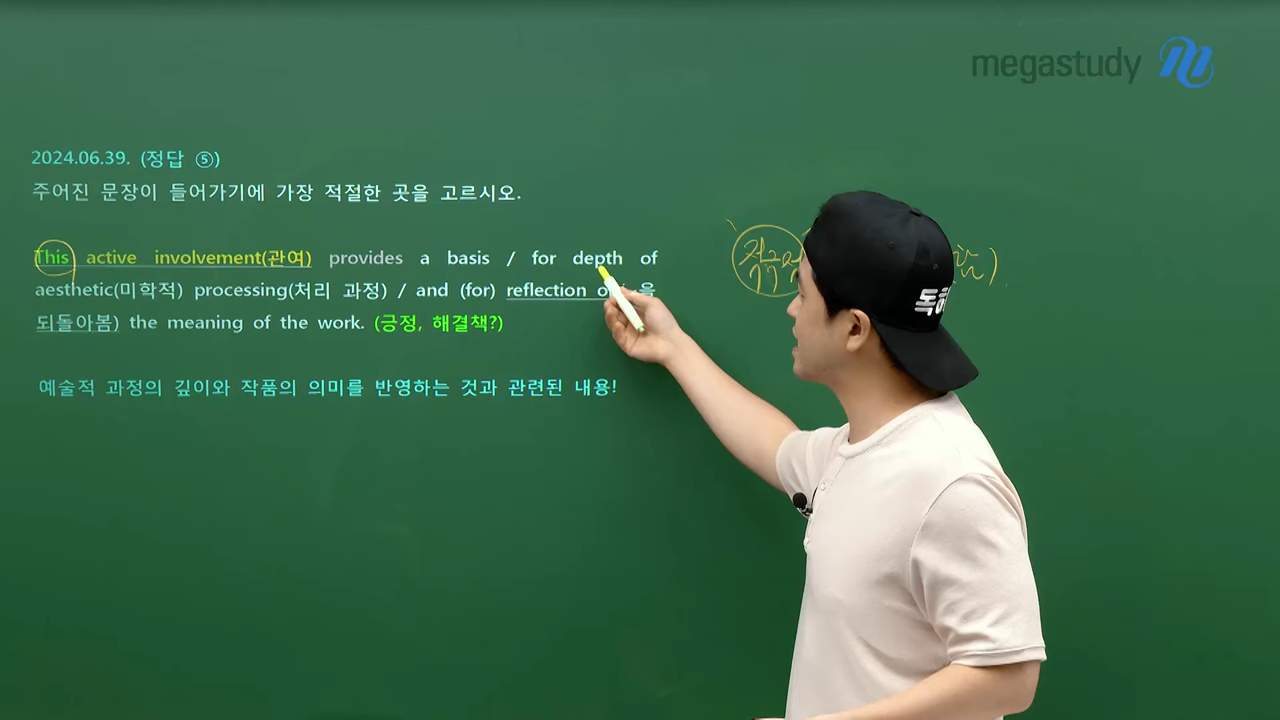 megastudy
2024.06.39. (정답 ⑤)
주어진 문장이 들어가기에 가장 적절한 곳을 고르시오.
This active involvement(관여) provides a basis / for depth of
aesthetic(미학적) processing(처리 과정) / and (for) reflection
되돌아봄) the meaning of the work. (긍정, 해결책?)
예술적 과정의 깊이와 작품의 의미를 반영하는 것과 관련된 내용!